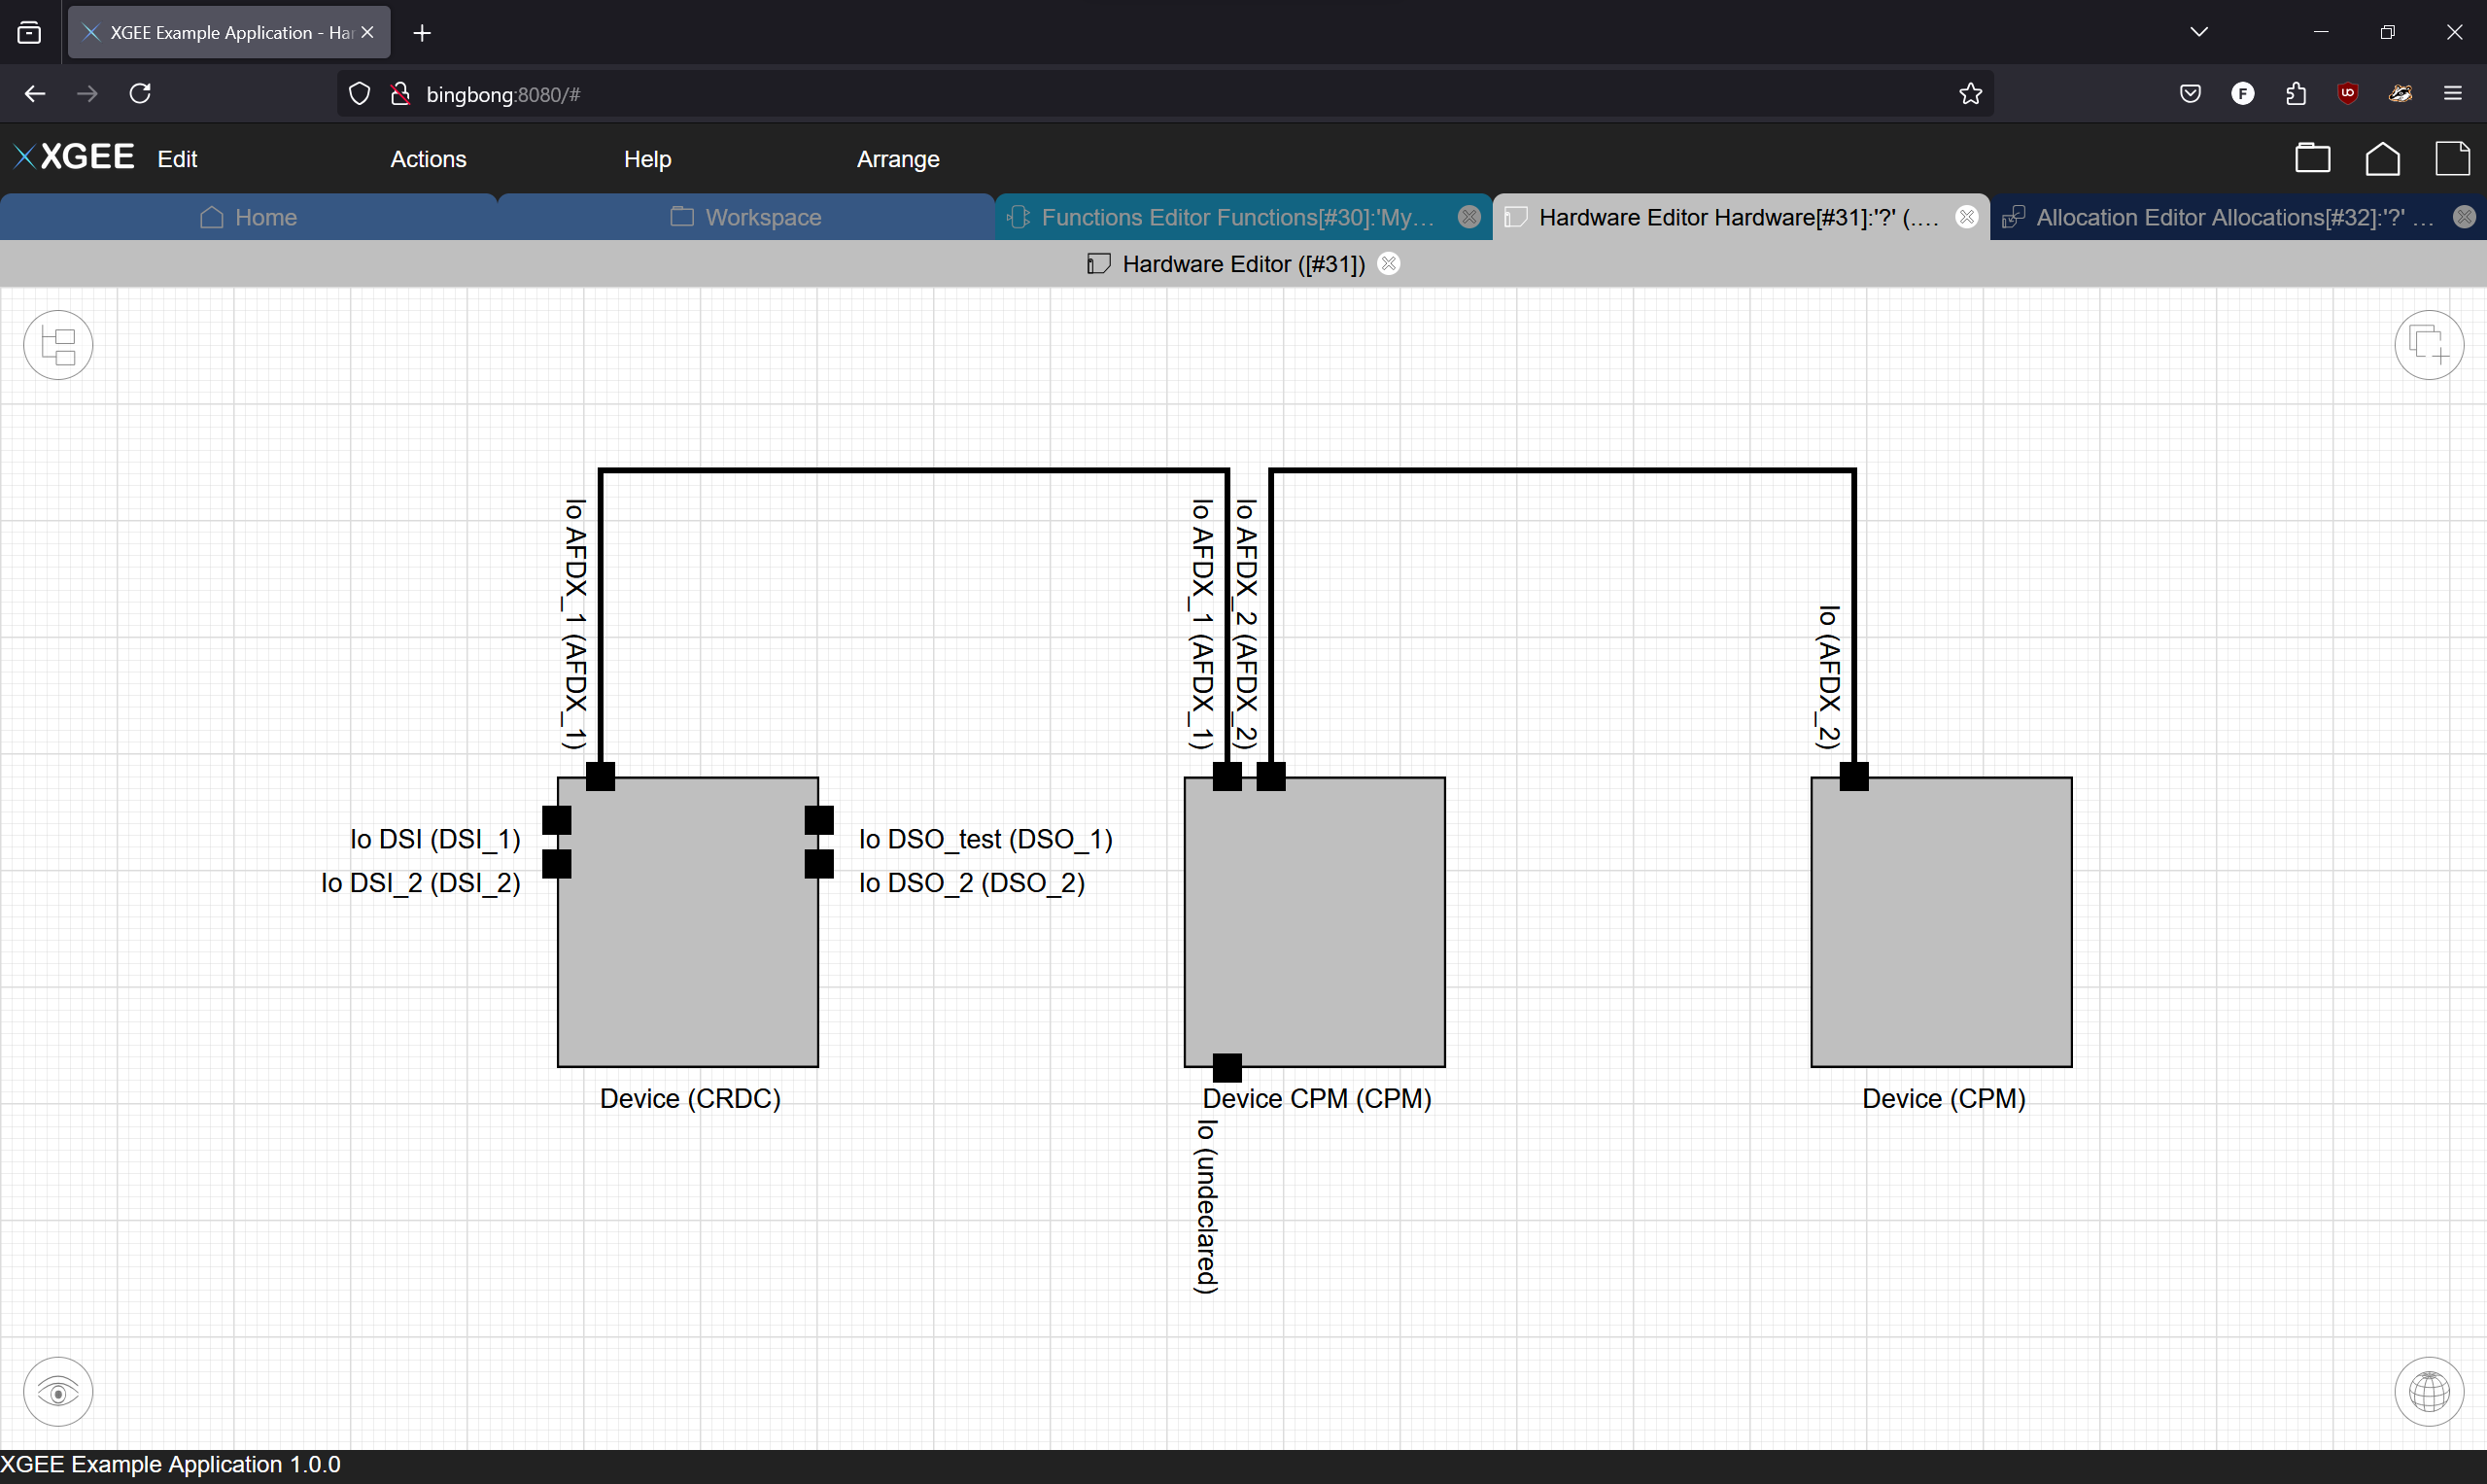 XGEE Example Application - Har
bingbong:8080/#
XGEE
Edit
Actions
Help
Arrange
Home
Workspace
Functions Editor Functions[#30]:'My...
Hardware Editor Hardware[#31]:'?' (....
Allocation Editor Allocations[#32]:'?' ...
Hardware Editor ([#31])
Io AFDX_1 (AFDX_1)
Io AFDX_1 (AFDX_1)
Io AFDX_2 (AFDX_2)
Io (AFDX_2)
Io DSI (DSI_1)
Io DSO_test (DSO_1)
Io DSI_2 (DSI_2)
Io DSO_2 (DSO_2)
Device (CRDC)
Device CPM (CPM)
Device (CPM)
Io (undeclared)
XGEE Example Application 1.0.0